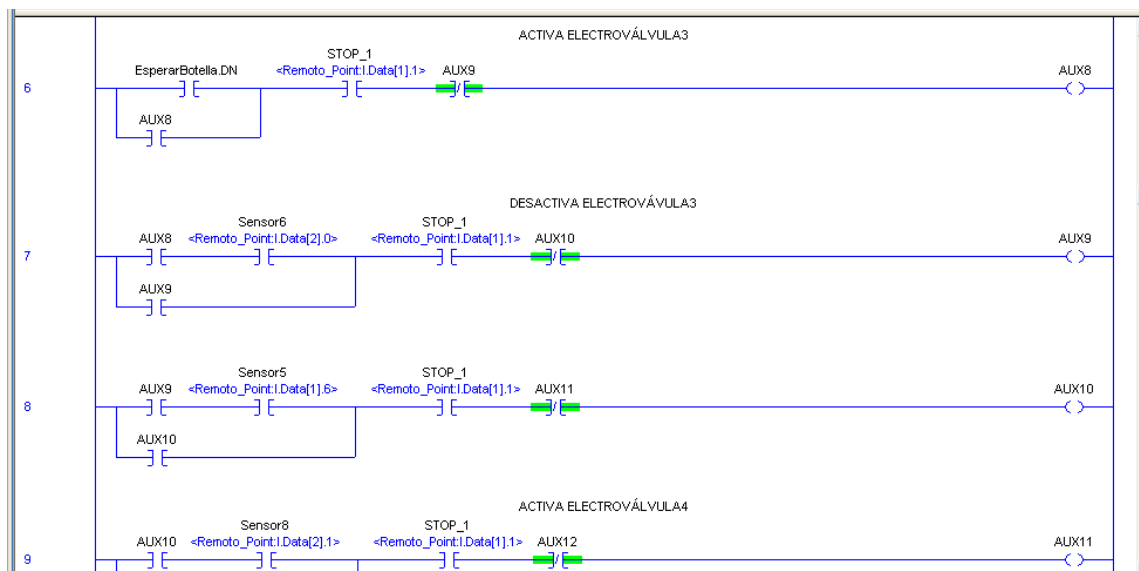 ACTIVA ELECTROVÁLVULA3
STOP_1
EsperarBotella.DN <Remoto_Point:I.Data[1].1> AUX9 AUX8
6
AUX8
DESACTIVA ELECTROVÁVULA3
Sensor6 STOP_1
AUX8 <Remoto_Point:I.Data[2].0> <Remoto_Point:I.Data[1].1> AUX10 AUX9
7
AUX9
Sensor5 STOP_1
AUX9 <Remoto_Point:I.Data[1].6> <Remoto_Point:I.Data[1].1> AUX11 AUX10
8
AUX10
ACTIVA ELECTROVÁLVULA4
Sensor8 STOP_1
AUX10 <Remoto_Point:I.Data[2].1> <Remoto_Point:I.Data[1].1> AUX12 AUX11
9